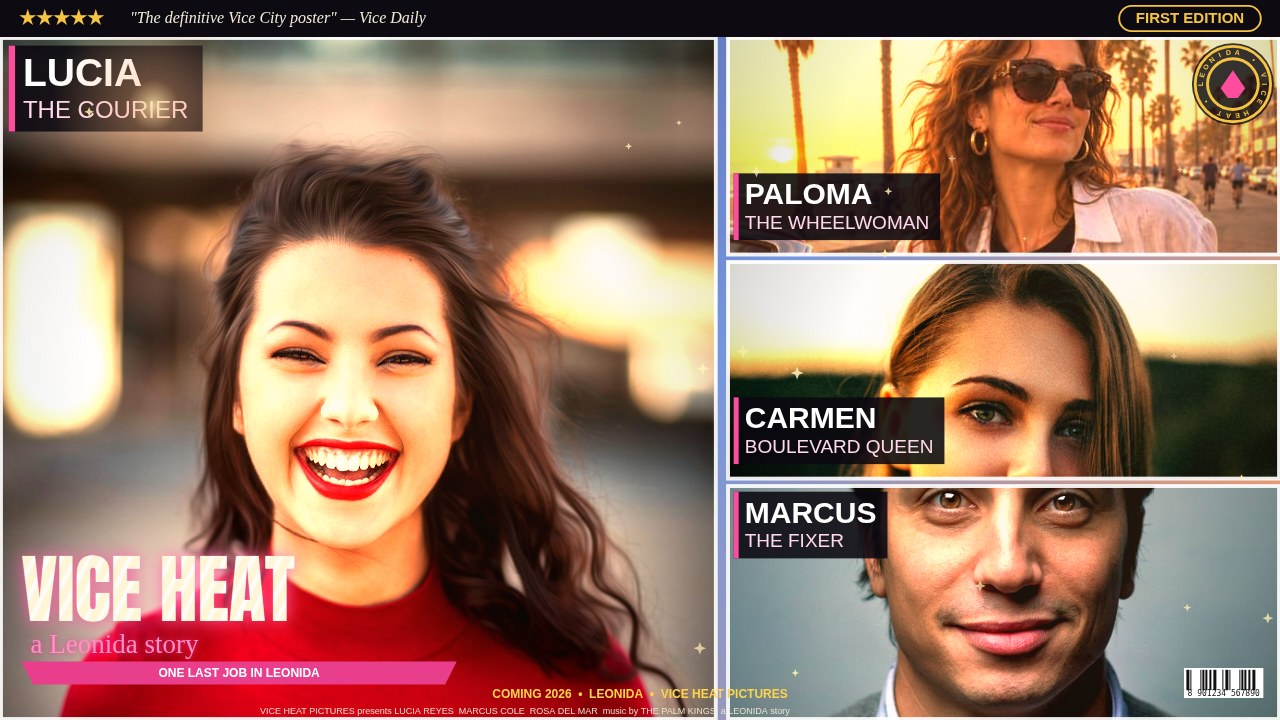 ★★★★★ "The definitive Vice City poster" — Vice Daily
FIRST EDITION
LUCIA
THE COURIER
LEONIDA • VICE HEAT •
PALOMA
THE WHEELWOMAN
CARMEN
BOULEVARD QUEEN
MARCUS
THE FIXER
VICE HEAT
a Leonida story
ONE LAST JOB IN LEONIDA
COMING 2026 • LEONIDA • VICE HEAT PICTURES
VICE HEAT PICTURES presents LUCIA REYES MARCUS COLE ROSA DEL MAR music by THE PALM KINGS a LEONIDA story
8 901234 567890